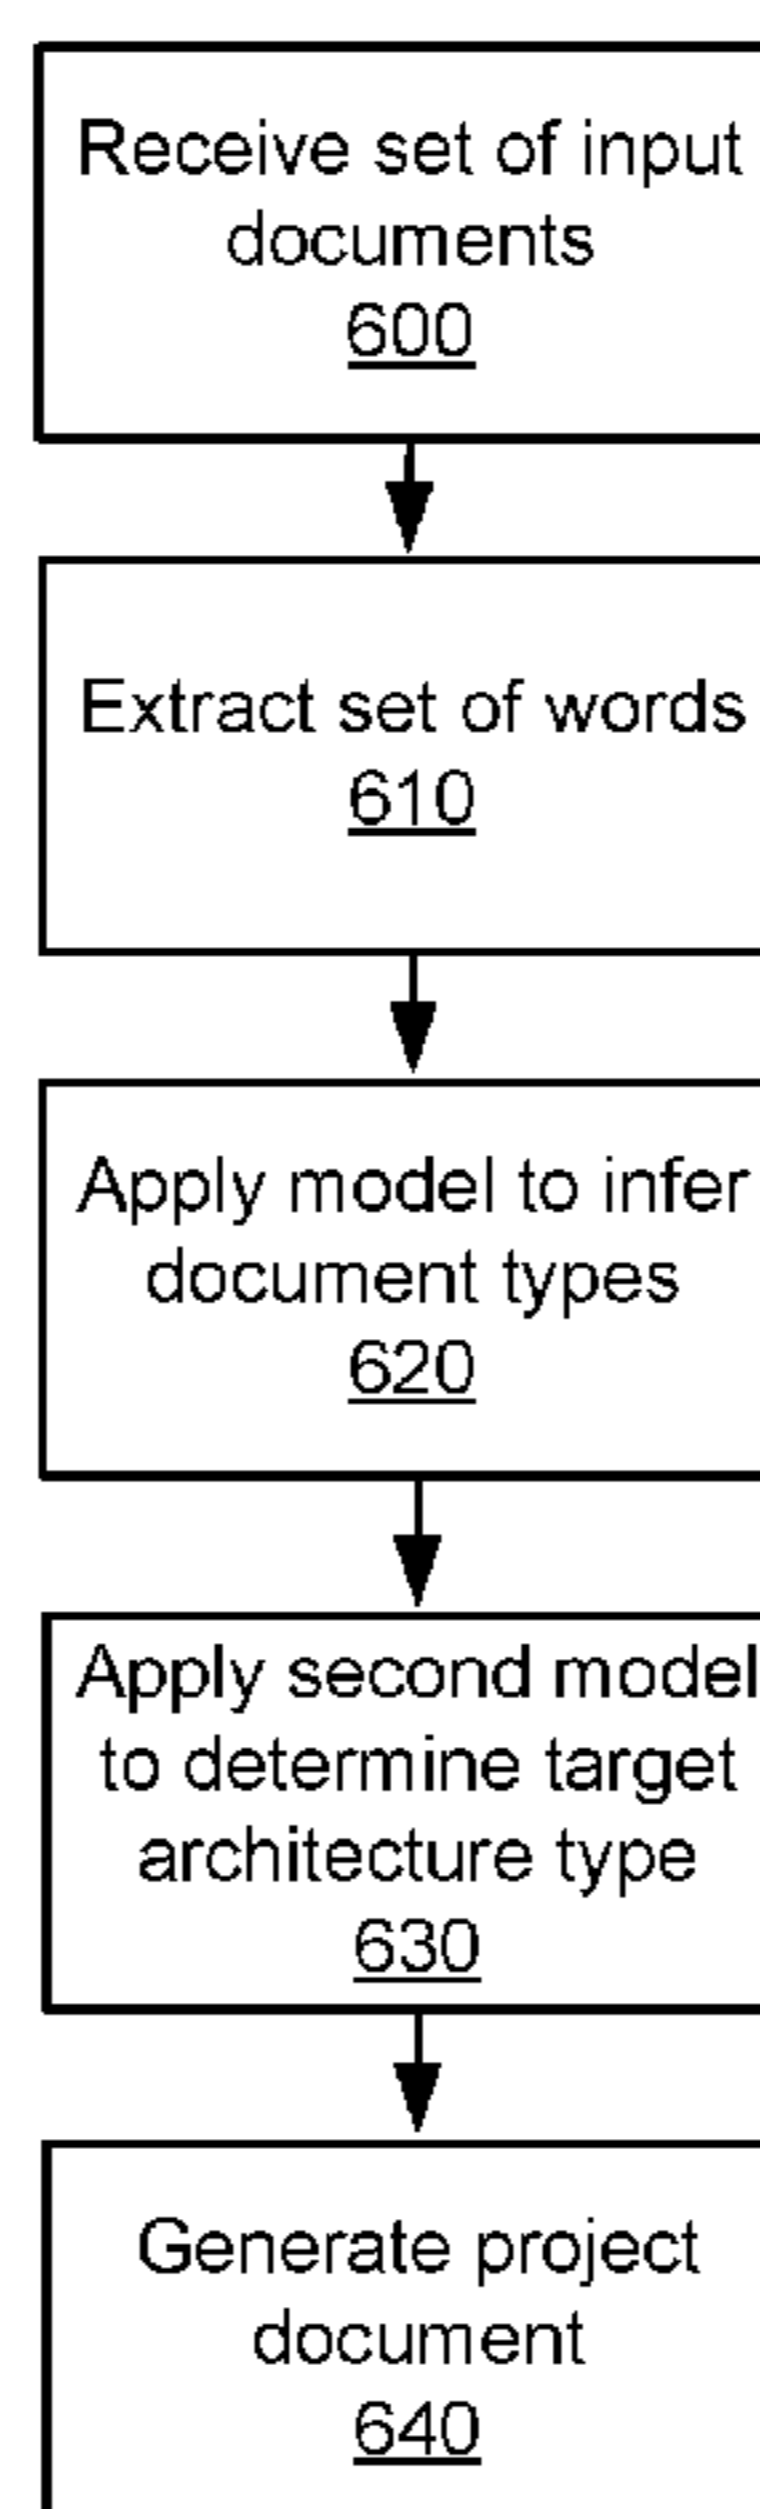 Receive set of input
documents
600
Extract set of words
610
Apply model to infer
document types
620
Apply second model
to determine target
architecture type
630
Generate project
document
640